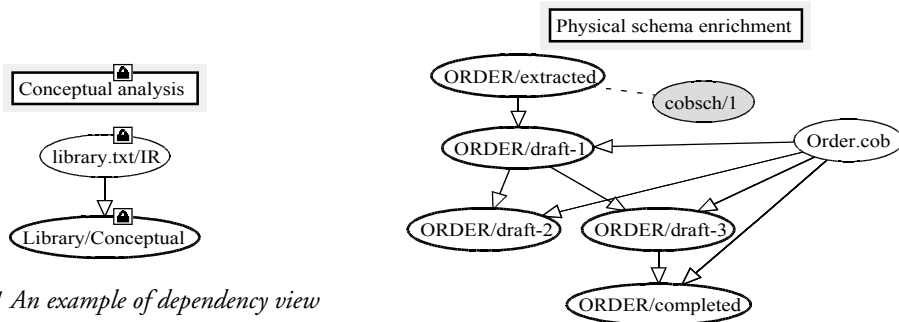 Conceptual analysis
library.txt/IR
Library/Conceptual
An example of dependency view
Physical schema enrichment
ORDER/extracted
cobsch/1
Order.cob
ORDER/draft-1
ORDER/draft-2
ORDER/draft-3
ORDER/completed